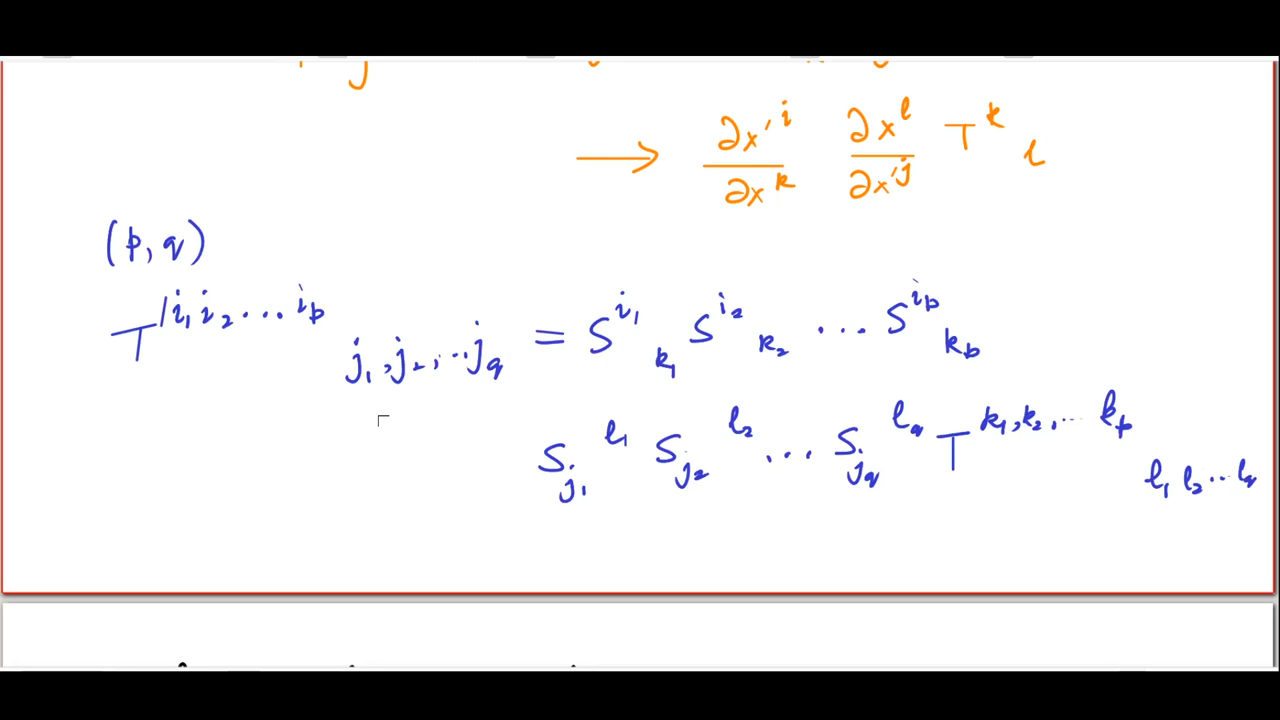 → ∂x'^i/∂x^k ∂x^l/∂x'^j T^k_l
(p, q)
T'^{i_1 i_2 ... i_p}_{j_1, j_2, ... j_q} = S^{i_1}_{k_1} S^{i_2}_{k_2} ... S^{i_p}_{k_p}
S_{j_1}^{l_1} S_{j_2}^{l_2} ... S_{j_q}^{l_q} T^{k_1, k_2, ... k_p}_{l_1 l_2 ... l_q}